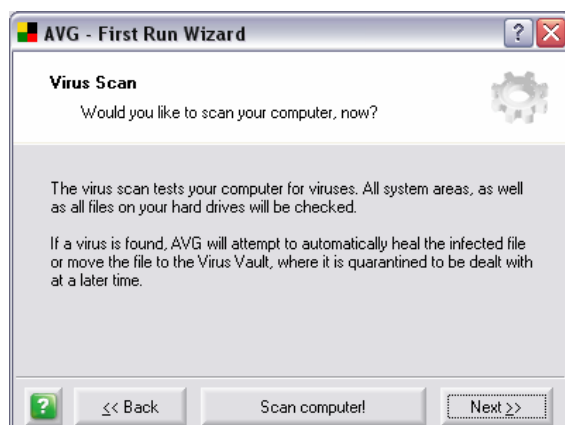 AVG - First Run Wizard
?
Virus Scan
Would you like to scan your computer, now?
The virus scan tests your computer for viruses. All system areas, as well
as all files on your hard drives will be checked.
If a virus is found, AVG will attempt to automatically heal the infected file
or move the file to the Virus Vault, where it is quarantined to be dealt with
at a later time.
? << Back Scan computer! Next >>